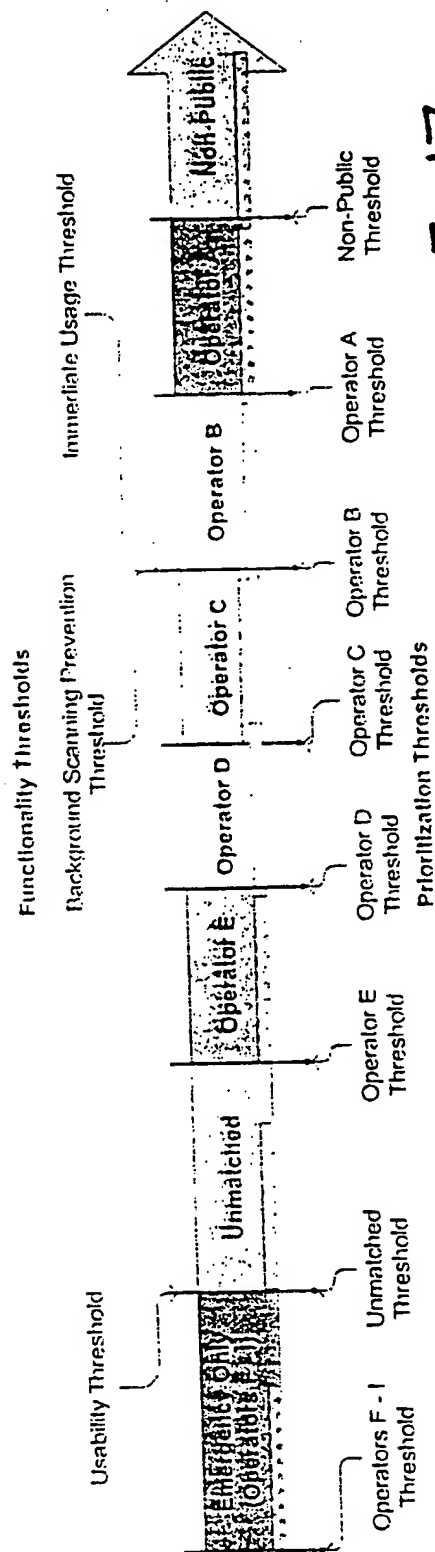 Functionality Thresholds
Usability Threshold
Background Scanning Prevention
Threshold
Immediate Usage Threshold
Emergency Only
Unmatched
Operator E
Operator D
Operator C
Operator B
Operator A
Non-Public
Operators F - I
Threshold
Unmatched
Threshold
Operator E
Threshold
Operator D
Threshold
Operator C
Threshold
Operator B
Threshold
Operator A
Threshold
Non-Public
Threshold
Prioritization Thresholds